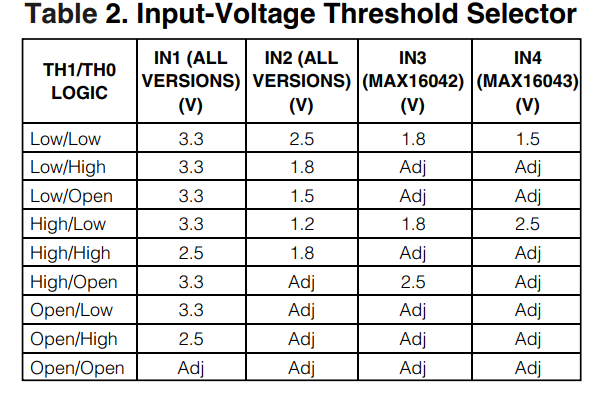 Table 2. Input-Voltage Threshold Selector
TH1/TH0 LOGIC IN1 (ALL VERSIONS) (V) IN2 (ALL VERSIONS) (V) IN3 (MAX16042) (V) IN4 (MAX16043) (V)
Low/Low 3.3 2.5 1.8 1.5
Low/High 3.3 1.8 Adj Adj
Low/Open 3.3 1.5 Adj Adj
High/Low 3.3 1.2 1.8 2.5
High/High 2.5 1.8 Adj Adj
High/Open 3.3 Adj 2.5 Adj
Open/Low 3.3 Adj Adj Adj
Open/High 2.5 Adj Adj Adj
Open/Open Adj Adj Adj Adj